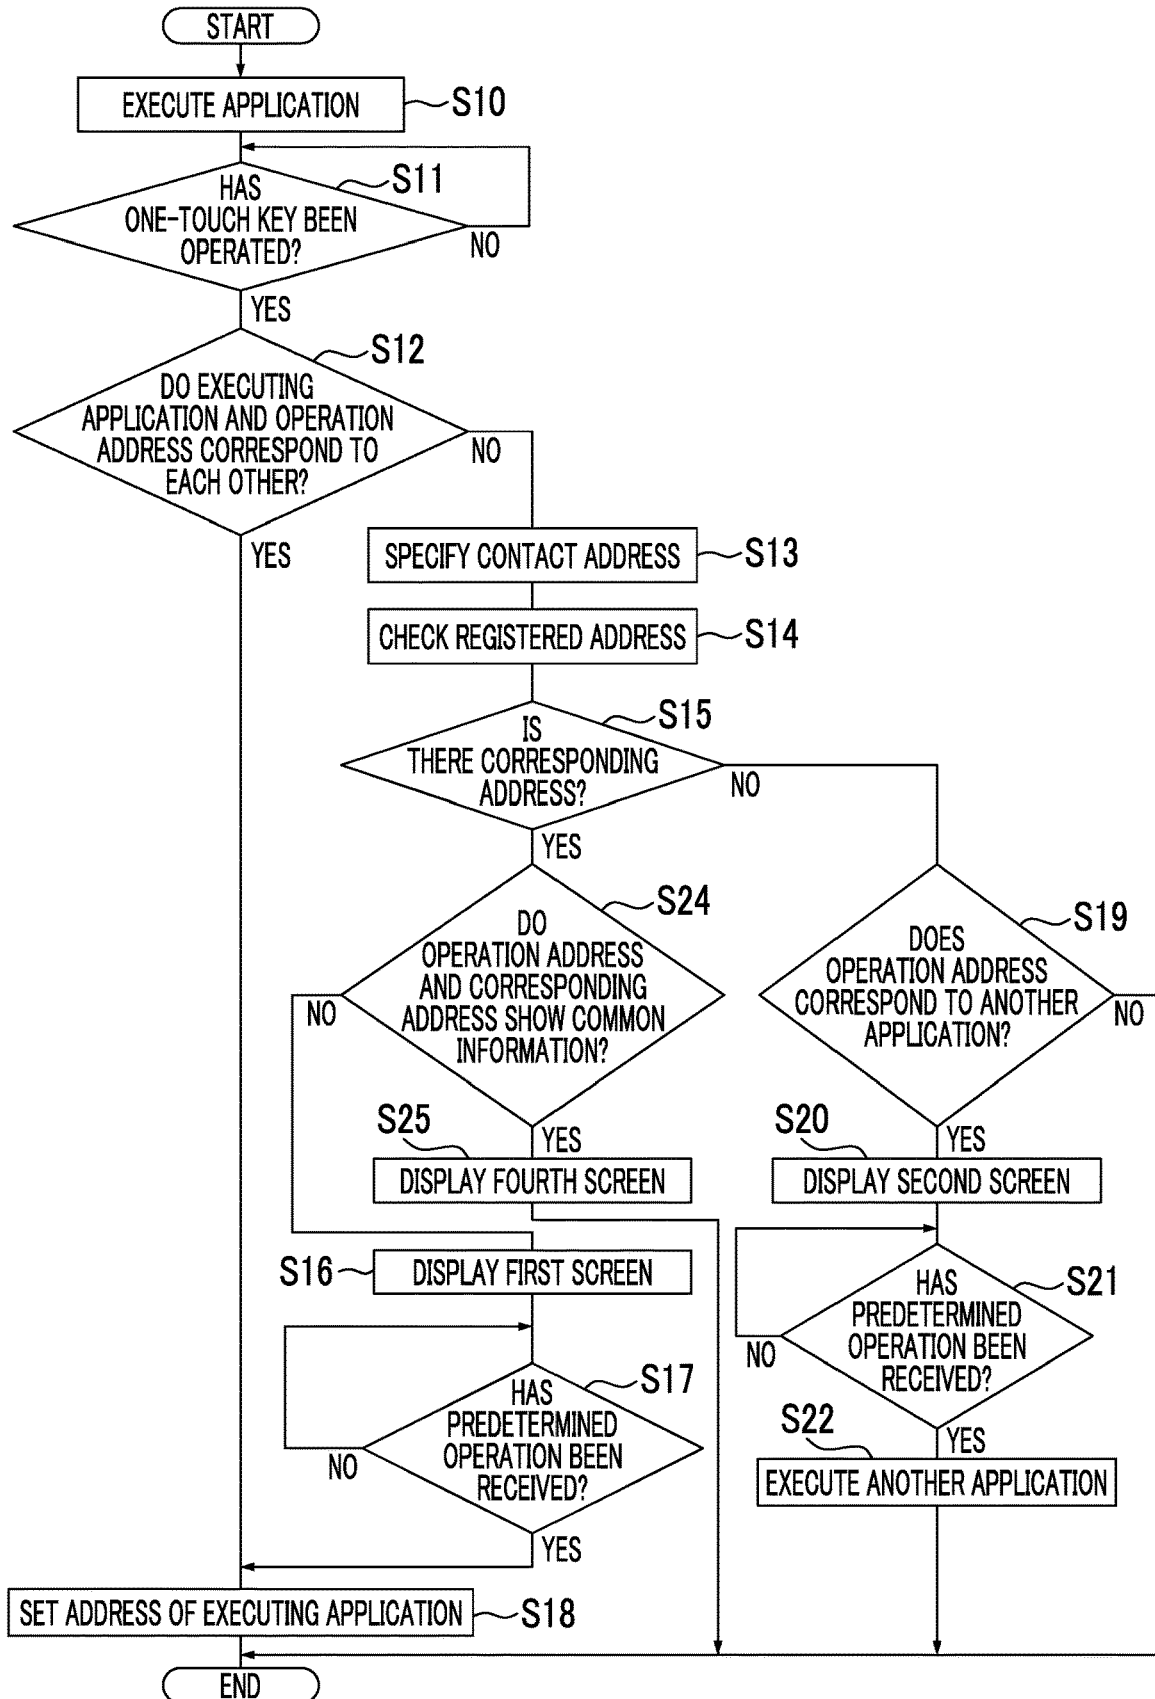 START
EXECUTE APPLICATION
S10
HAS
ONE-TOUCH KEY BEEN
OPERATED?
S11
NO
YES
DO EXECUTING
APPLICATION AND OPERATION
ADDRESS CORRESPOND TO
EACH OTHER?
S12
NO
YES
SPECIFY CONTACT ADDRESS
S13
CHECK REGISTERED ADDRESS
S14
IS
THERE CORRESPONDING
ADDRESS?
S15
NO
YES
DO
OPERATION ADDRESS
AND CORRESPONDING
ADDRESS SHOW COMMON
INFORMATION?
S24
NO
YES
S25
DISPLAY FOURTH SCREEN
S16
DISPLAY FIRST SCREEN
HAS
PREDETERMINED
OPERATION BEEN
RECEIVED?
S17
NO
YES
DOES
OPERATION ADDRESS
CORRESPOND TO ANOTHER
APPLICATION?
S19
NO
YES
S20
DISPLAY SECOND SCREEN
HAS
PREDETERMINED
OPERATION BEEN
RECEIVED?
S21
NO
YES
S22
EXECUTE ANOTHER APPLICATION
SET ADDRESS OF EXECUTING APPLICATION
S18
END